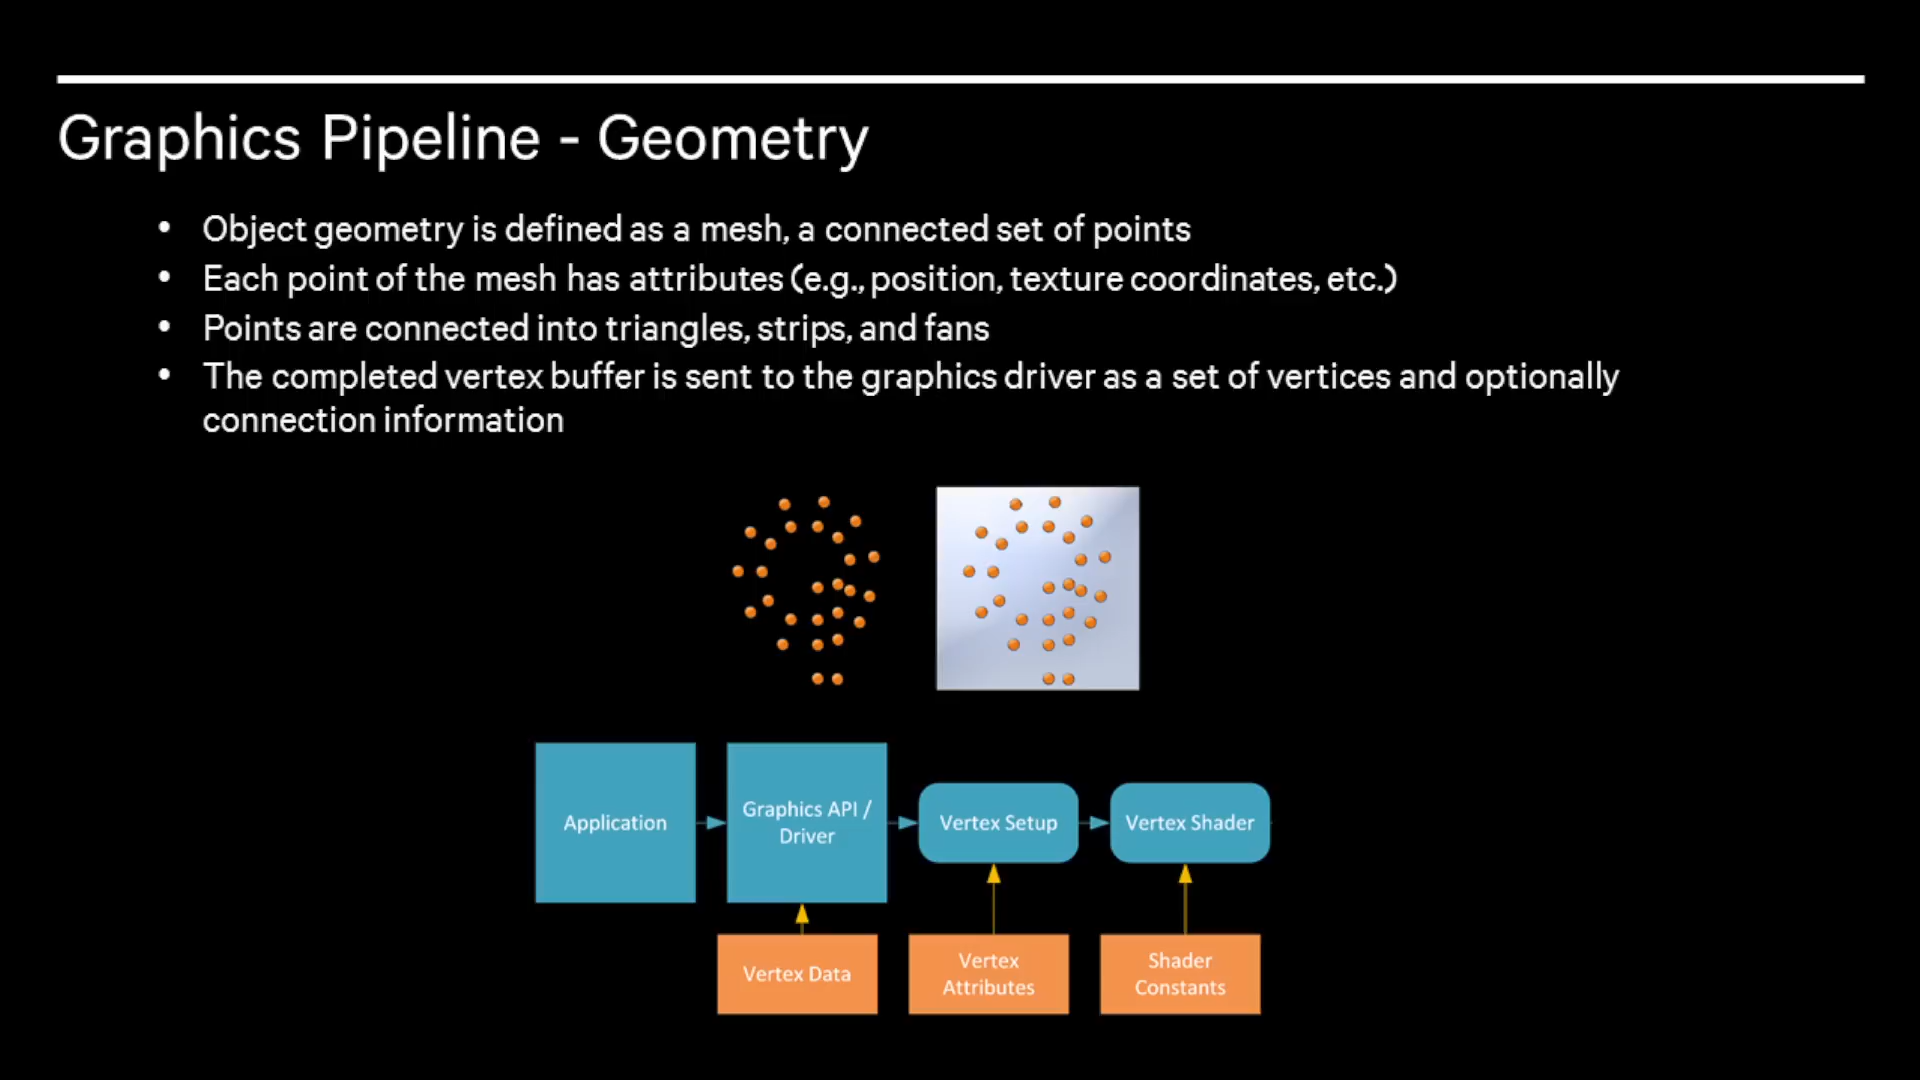 Graphics Pipeline - Geometry
• Object geometry is defined as a mesh, a connected set of points
• Each point of the mesh has attributes (e.g., position, texture coordinates, etc.)
• Points are connected into triangles, strips, and fans
• The completed vertex buffer is sent to the graphics driver as a set of vertices and optionally
connection information
Application
Graphics API /
Driver
Vertex Setup
Vertex Shader
Vertex Data
Vertex
Attributes
Shader
Constants